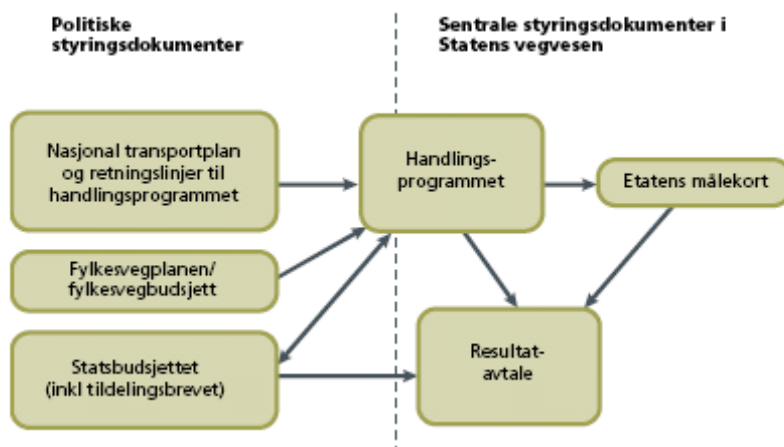 Politiske
styringsdokumenter
Sentrale styringsdokumenter i
Statens vegvesen
Nasjonal transportplan
og retningslinjer til
handlingsprogrammet
Handlings-
programmet
Etatens målekort
Fylkesvegplanen/
fylkesvegbudsjett
Statsbudsjettet
(inkl tildelingsbrevet)
Resultat-
avtale